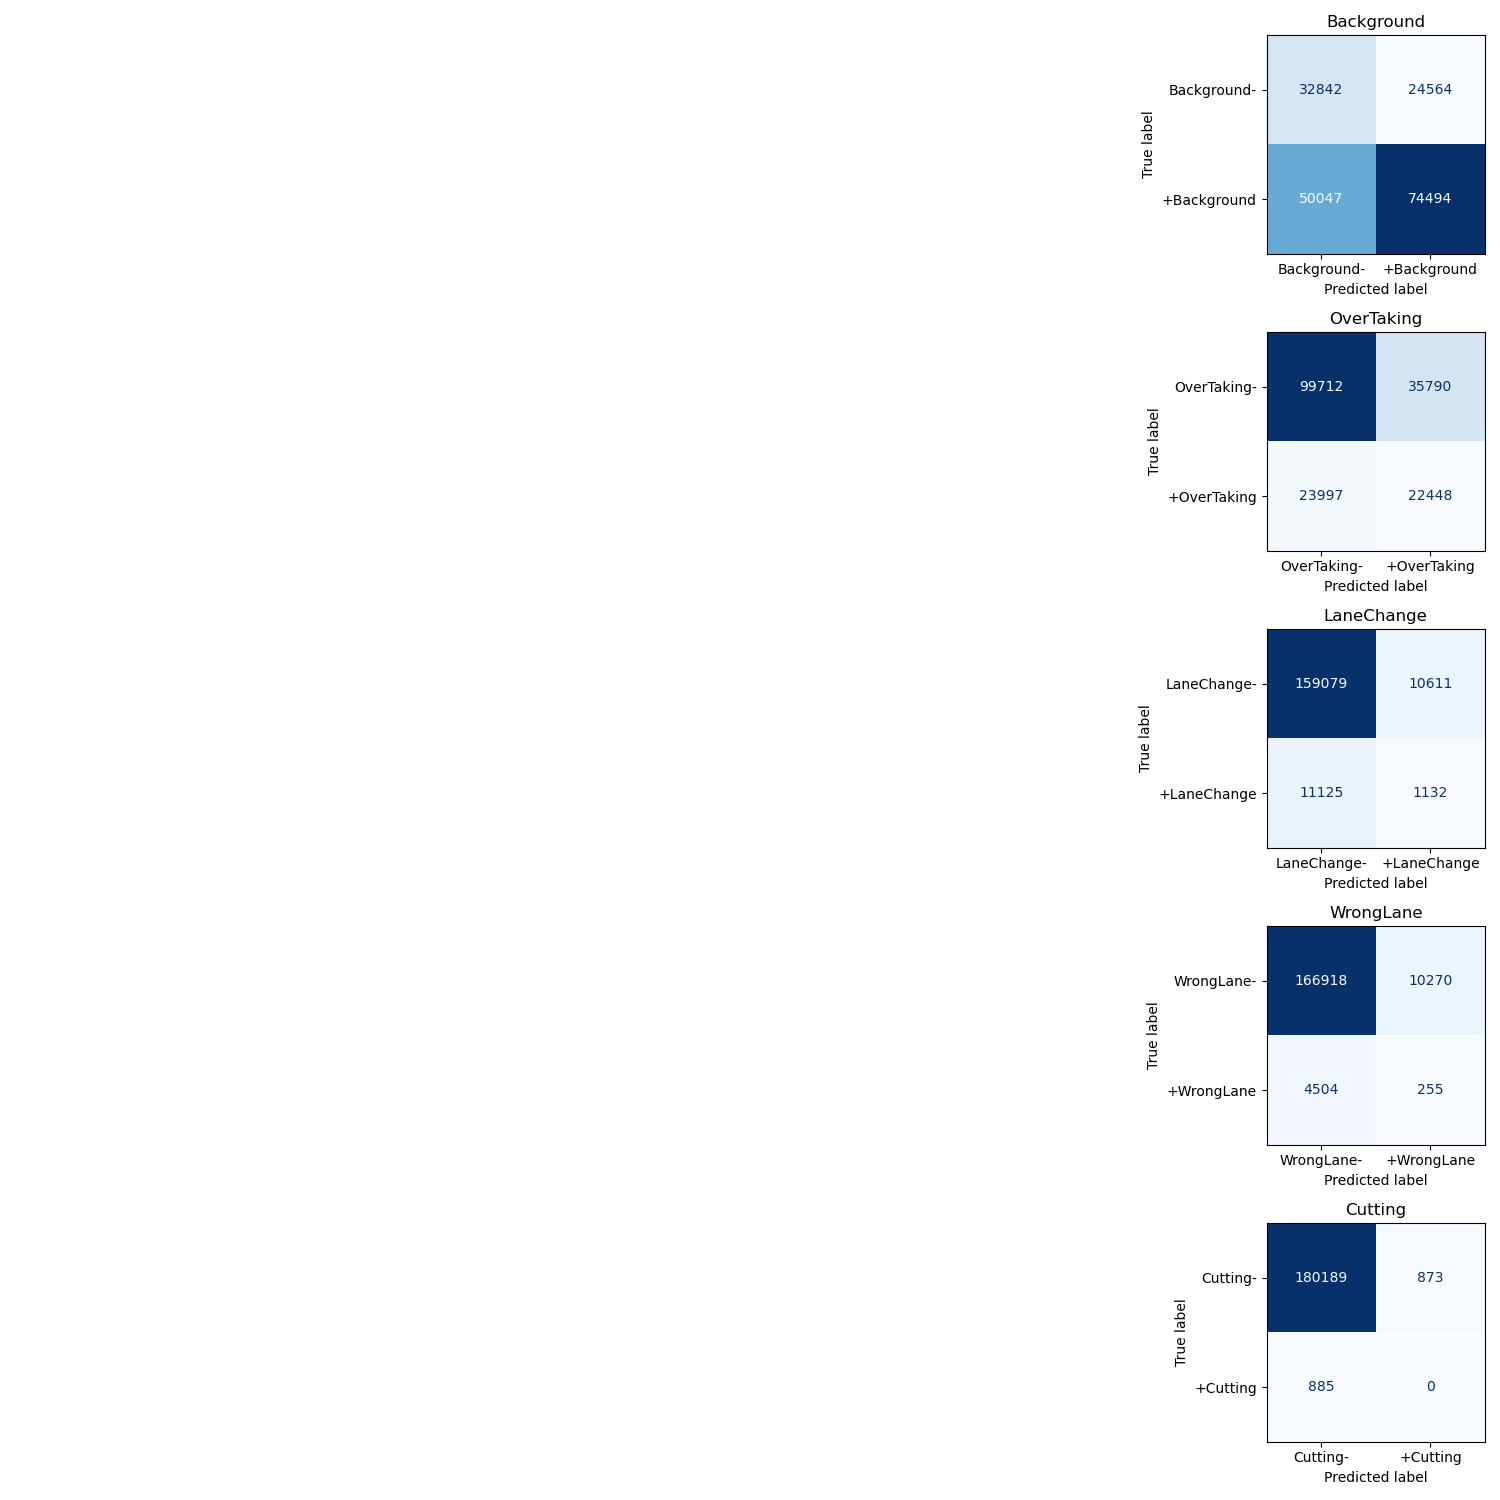 Background
Background-
32842 24564
True label
+Background
50047 74494
Background- +Background
Predicted label
OverTaking
OverTaking-
99712 35790
True label
+OverTaking
23997 22448
OverTaking- +OverTaking
Predicted label
LaneChange
LaneChange-
159079 10611
True label
+LaneChange
11125 1132
LaneChange- +LaneChange
Predicted label
WrongLane
WrongLane-
166918 10270
True label
+WrongLane
4504 255
WrongLane- +WrongLane
Predicted label
Cutting
Cutting-
180189 873
True label
+Cutting
885 0
Cutting- +Cutting
Predicted label